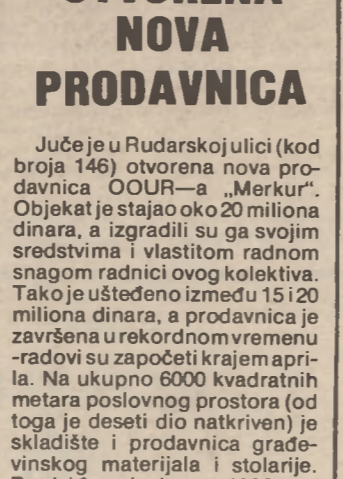 OTVORENA
NOVA
PRODAVNICA
Juče je u Rudarskoj ulici (kod
broja 146) otvorena nova pro-
davnica OOUR—a „Merkur“.
Objekat je stajao oko 20 miliona
dinara, a izgradili su ga svojim
sredstvima i vlastitom radnom
snagom radnici ovog kolektiva.
Tako je ušteđeno između 15 i 20
miliona dinara, a prodavnica je
završena u rekordnom vremenu
-radovi su započeti krajem apri-
la. Na ukupno 6000 kvadratnih
metara poslovnog prostora (od
toga je deseti dio natkriven) je
skladište i prodavnica građe-
vinskog materijala i stolarije.